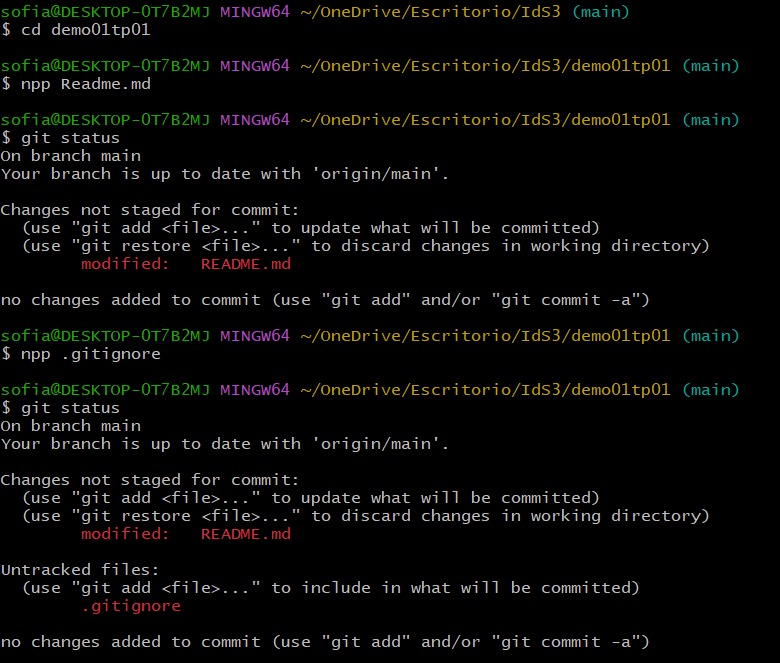 sofia@DESKTOP-OT7B2MJ MINGW64 ~/OneDrive/Escritorio/IdS3 (main)
$ cd demo01tp01
sofia@DESKTOP-OT7B2MJ MINGW64 ~/OneDrive/Escritorio/IdS3/demo01tp01 (main)
$ npp Readme.md
sofia@DESKTOP-OT7B2MJ MINGW64 ~/OneDrive/Escritorio/IdS3/demo01tp01 (main)
$ git status
On branch main
Your branch is up to date with 'origin/main'.
Changes not staged for commit:
  (use "git add <file>..." to update what will be committed)
  (use "git restore <file>..." to discard changes in working directory)
        modified:   README.md
no changes added to commit (use "git add" and/or "git commit -a")
sofia@DESKTOP-OT7B2MJ MINGW64 ~/OneDrive/Escritorio/IdS3/demo01tp01 (main)
$ npp .gitignore
sofia@DESKTOP-OT7B2MJ MINGW64 ~/OneDrive/Escritorio/IdS3/demo01tp01 (main)
$ git status
On branch main
Your branch is up to date with 'origin/main'.
Changes not staged for commit:
  (use "git add <file>..." to update what will be committed)
  (use "git restore <file>..." to discard changes in working directory)
        modified:   README.md
Untracked files:
  (use "git add <file>..." to include in what will be committed)
        .gitignore
no changes added to commit (use "git add" and/or "git commit -a")